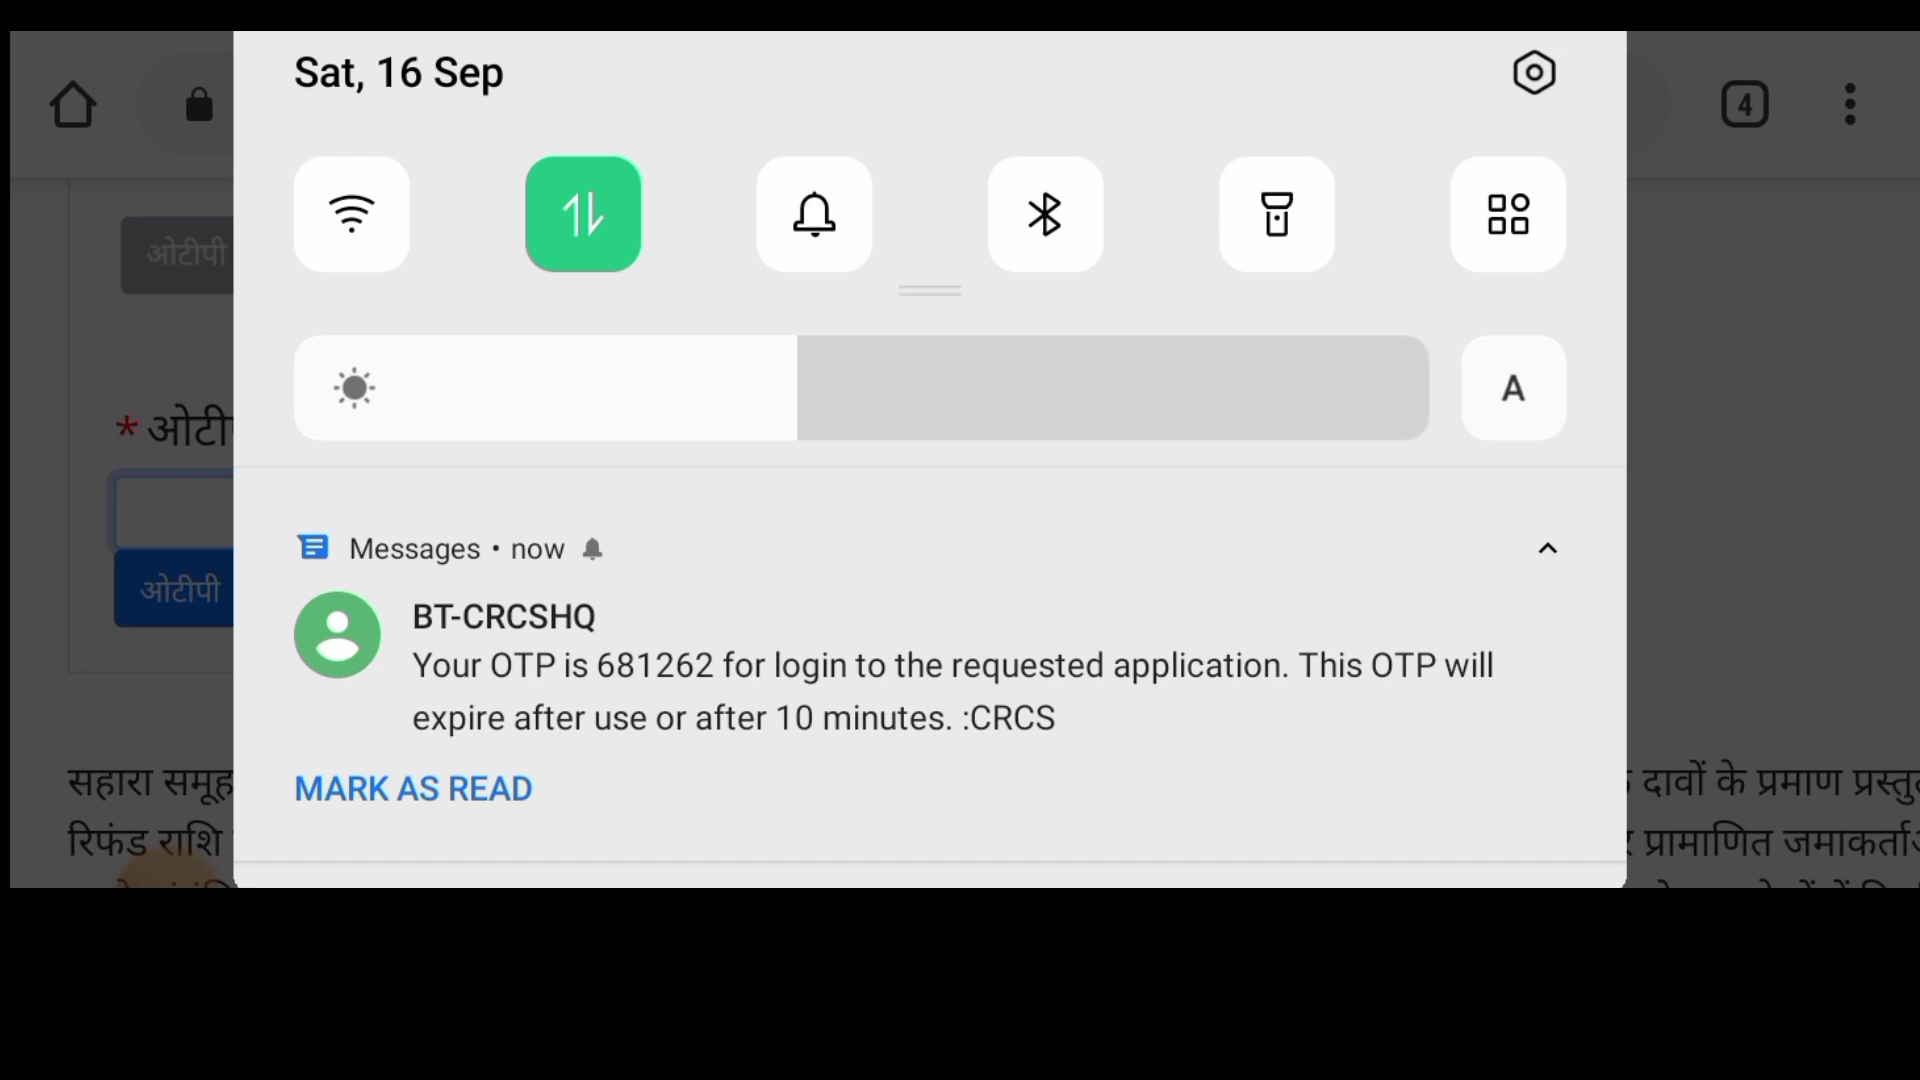 Sat, 16 Sep
4
ओटीपी
A
* ओटी
Messages • now
BT-CRCSHQ
Your OTP is 681262 for login to the requested application. This OTP will
expire after use or after 10 minutes. :CRCS
ओटीपी
MARK AS READ
सहारा समूह दावों के प्रमाण प्रस्तुत
रिफंड राशि प्रामाणित जमाकर्ताओ